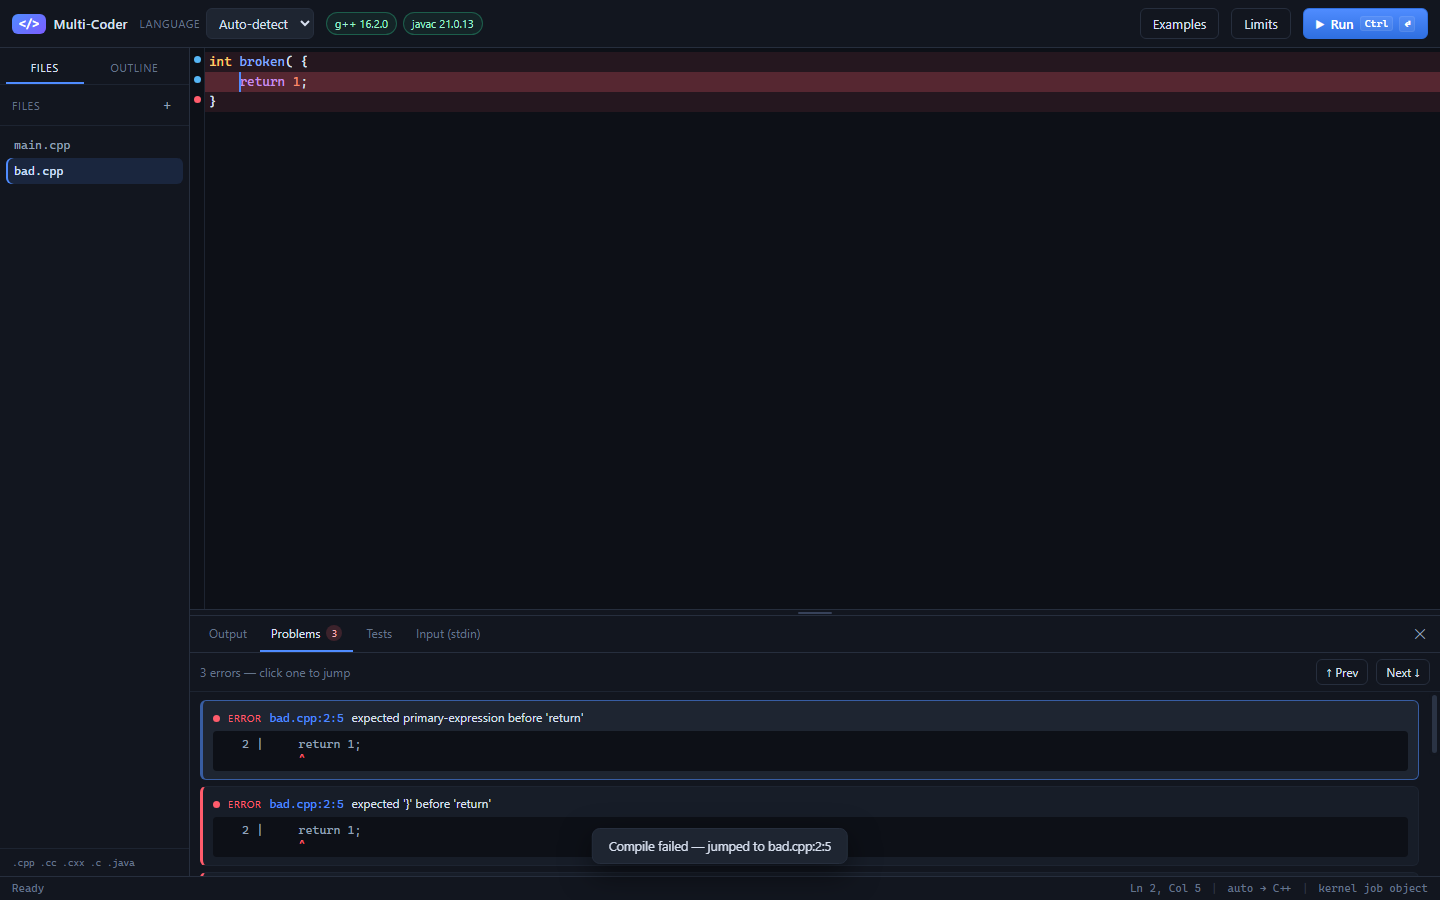 </> Multi-Coder LANGUAGE Auto-detect g++ 16.2.0 javac 21.0.13 Examples Limits ▶ Run Ctrl ⏎
FILES OUTLINE
FILES +
main.cpp
bad.cpp
.cpp .cc .cxx .c .java
int broken( {
    return 1;
}
Output Problems 3 Tests Input (stdin) ×
3 errors — click one to jump ↑ Prev Next ↓
ERROR bad.cpp:2:5 expected primary-expression before 'return'
2 |     return 1;
^
ERROR bad.cpp:2:5 expected '}' before 'return'
2 |     return 1;
^
Compile failed — jumped to bad.cpp:2:5
Ready Ln 2, Col 5 | auto → C++ | kernel job object